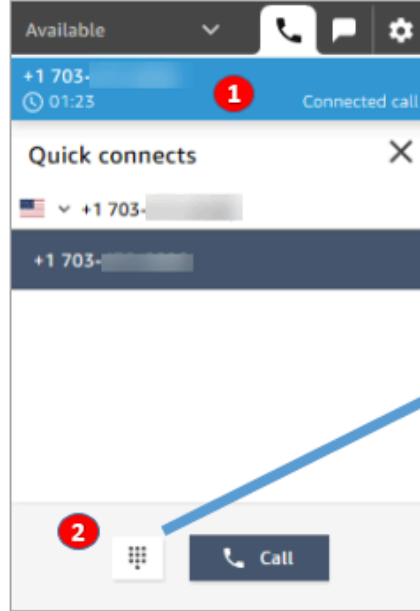 Available
+1 703-
01:23
1
Connected call
Quick connects
+1 703-
+1 703-
2
Call